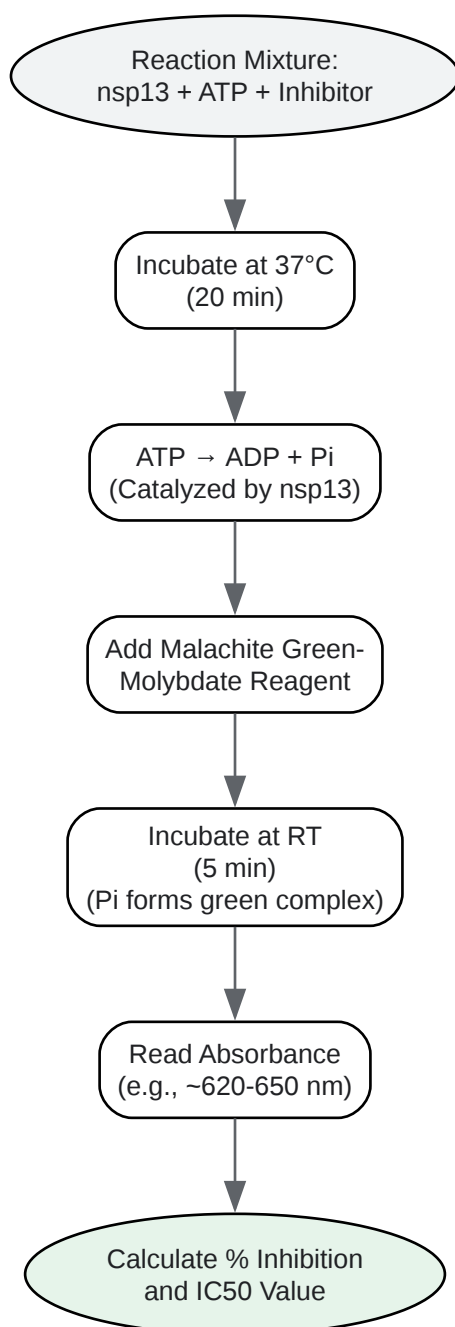 Reaction Mixture:
nsp13 + ATP + Inhibitor
Incubate at 37°C
(20 min)
ATP → ADP + Pi
(Catalyzed by nsp13)
Add Malachite Green-
Molybdate Reagent
Incubate at RT
(5 min)
(Pi forms green complex)
Read Absorbance
(e.g., ~620-650 nm)
Calculate % Inhibition
and IC50 Value